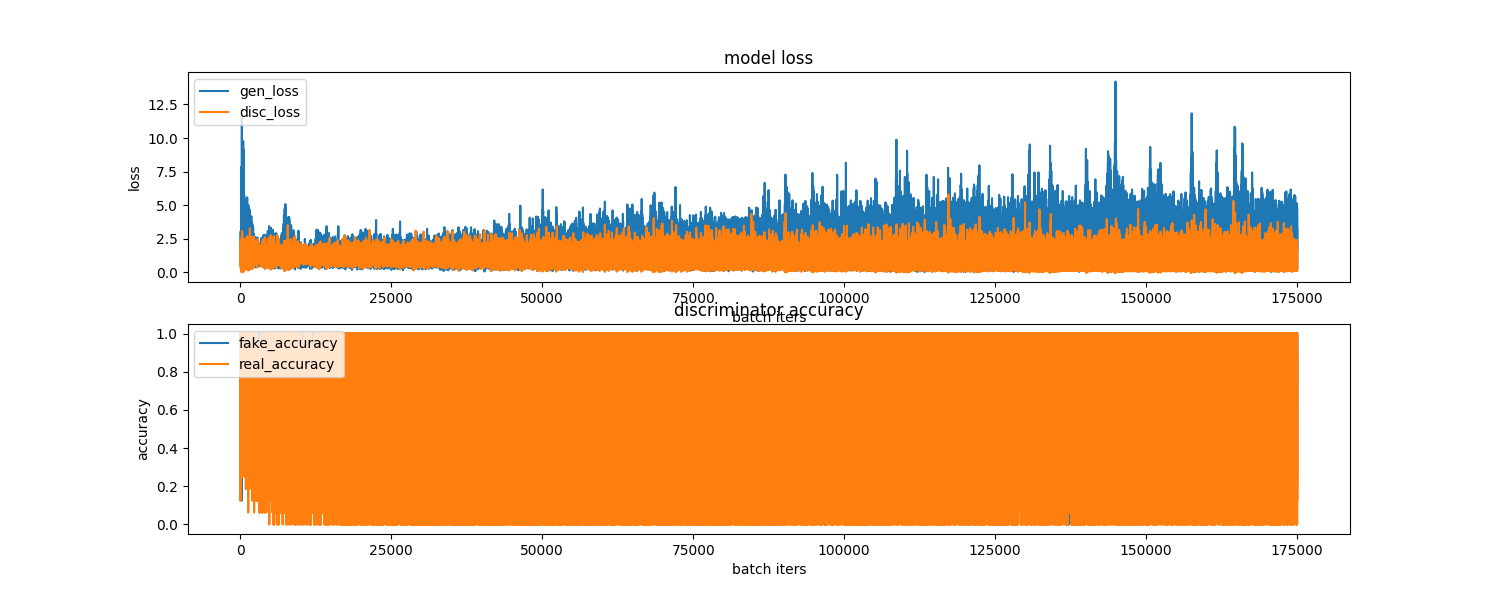 model loss
gen_loss
disc_loss
loss
12.5
10.0
7.5
5.0
2.5
0.0
0 25000 50000 75000 100000 125000 150000 175000
batch iters
discriminator accuracy
fake_accuracy
real_accuracy
accuracy
1.0
0.8
0.6
0.4
0.2
0.0
0 25000 50000 75000 100000 125000 150000 175000
batch iters